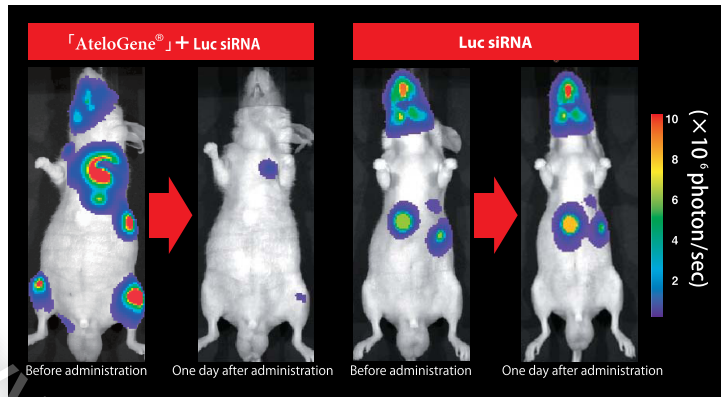 「AteloGene®」+ Luc siRNA
Luc siRNA
Before administration
One day after administration
Before administration
One day after administration
10
8
6
4
2
(×10⁶ photon/sec)